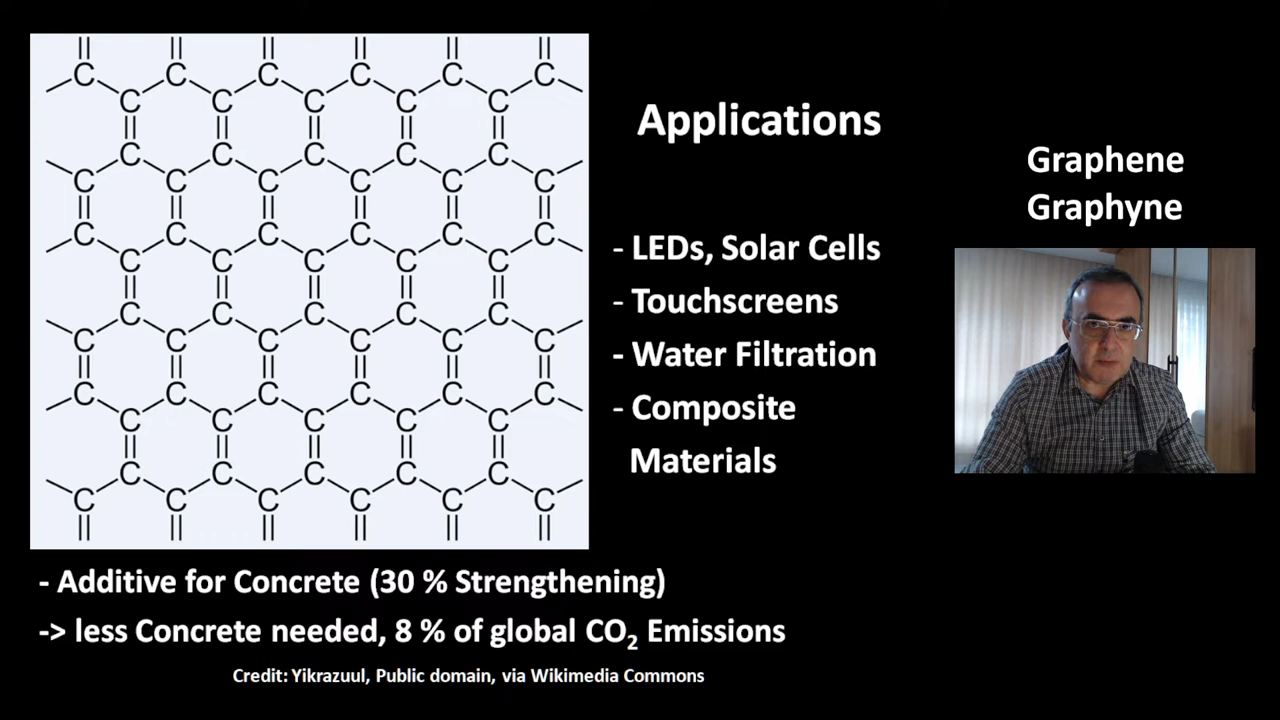 C C C C C C
C C C C C
C C C C C
C C C C C C
C C C C C C
C C C C C
C C C C C
C C C C C C
C C C C C C
C C C C C
C C C C C
C C C C C C
Applications
- LEDs, Solar Cells
- Touchscreens
- Water Filtration
- Composite
Materials
Graphene
Graphyne
- Additive for Concrete (30 % Strengthening)
-> less Concrete needed, 8 % of global CO₂ Emissions
Credit: Yikrazuul, Public domain, via Wikimedia Commons